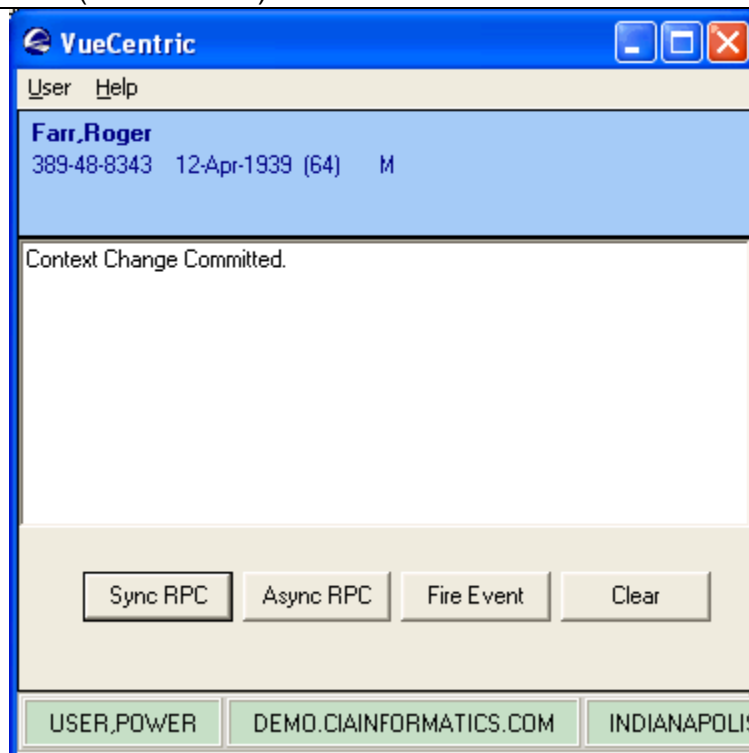 VueCentric
User Help
Farr,Roger
389-48-8343 12-Apr-1939 (64) M
Context Change Committed.
Sync RPC Async RPC Fire Event Clear
USER,POWER DEMO.CIAINFORMATICS.COM